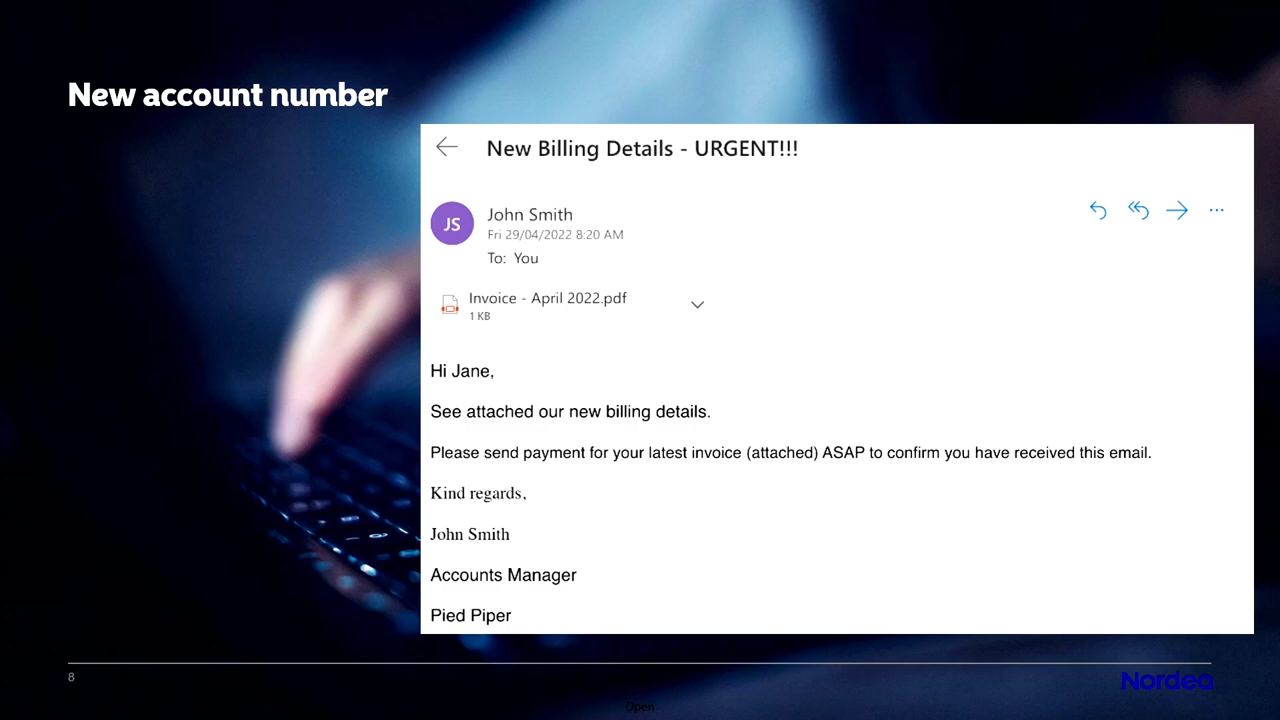 New account number
New Billing Details - URGENT!!!
JS
John Smith
Fri 29/04/2022 8:20 AM
To: You
Invoice - April 2022.pdf
1 KB
Hi Jane,
See attached our new billing details.
Please send payment for your latest invoice (attached) ASAP to confirm you have received this email.
Kind regards,
John Smith
Accounts Manager
Pied Piper
8
Nordea
Open